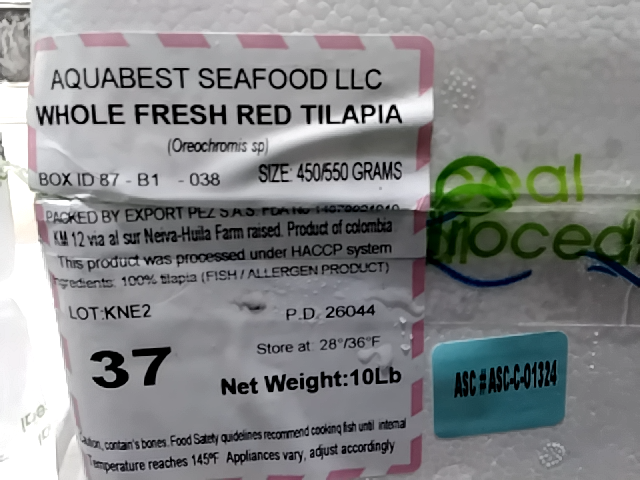 AQUABEST SEAFOOD LLC
WHOLE FRESH RED TILAPIA
(Oreochromis sp)
BOX ID 87 - B1 - 038 SIZE: 450/550 GRAMS
PACKED BY EXPORT PEZ S.A.S. FDA No
KM 12 via al sur Neiva-Huila Farm raised. Product of colombia
This product was processed under HACCP system
ngredients: 100% tilapia (FISH / ALLERGEN PRODUCT)
LOT:KNE2 P.D. 26044
37
Store at: 28°/36°F
Net Weight:10Lb
Caution, contain's bones. Food Safety guidelines recommend cooking fish until internal
Temperature reaches 145°F Appliances vary, adjust accordingly
ASC # ASC-C-01324